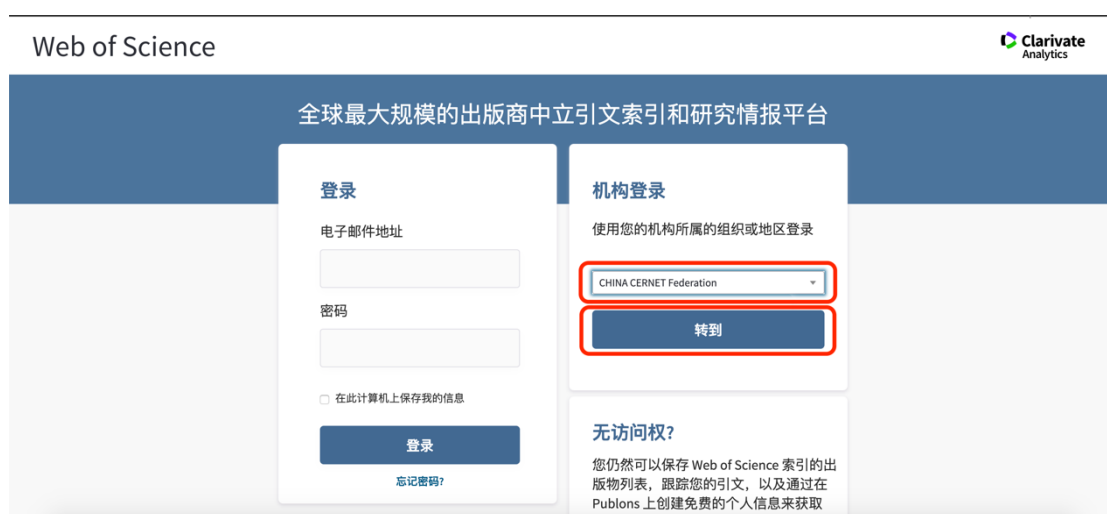 Web of Science
Clarivate
Analytics
全球最大规模的出版商中立引文索引和研究情报平台
登录
电子邮件地址
密码
在此计算机上保存我的信息
登录
忘记密码?
机构登录
使用您的机构所属的组织或地区登录
CHINA CERNET Federation
转到
无访问权?
您仍然可以保存 Web of Science 索引的出
版物列表，跟踪您的引文，以及通过在
Publons 上创建免费的个人信息来获取